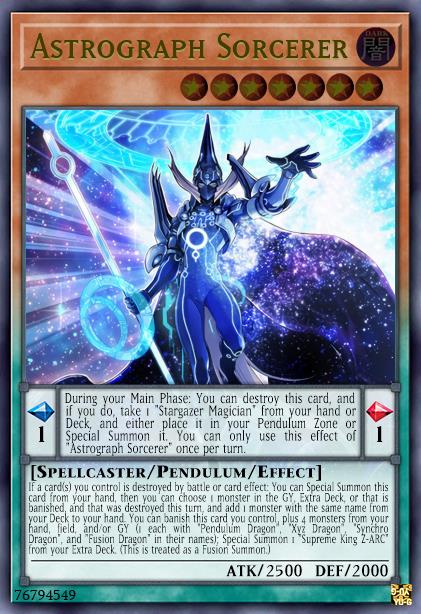 ASTROGRAPH SORCERER
DARK
闇
During your Main Phase: You can destroy this card, and
if you do, take 1 "Stargazer Magician" from your hand or
Deck, and either place it in your Pendulum Zone or
Special Summon it. You can only use this effect of
"Astrograph Sorcerer" once per turn.
1
1
[SPELLCASTER/PENDULUM/EFFECT]
If a card(s) you control is destroyed by battle or card effect: You can Special Summon this
card from your hand, then you can choose 1 monster in the GY, Extra Deck, or that is
banished, and that was destroyed this turn, and add 1 monster with the same name from
your Deck to your hand. You can banish this card you control, plus 4 monsters from your
hand, field, and/or GY (1 each with "Pendulum Dragon", "Xyz Dragon", "Synchro
Dragon", and "Fusion Dragon" in their names); Special Summon 1 "Supreme King Z-ARC"
from your Extra Deck. (This is treated as a Fusion Summon.)
ATK/2500 DEF/2000
76794549